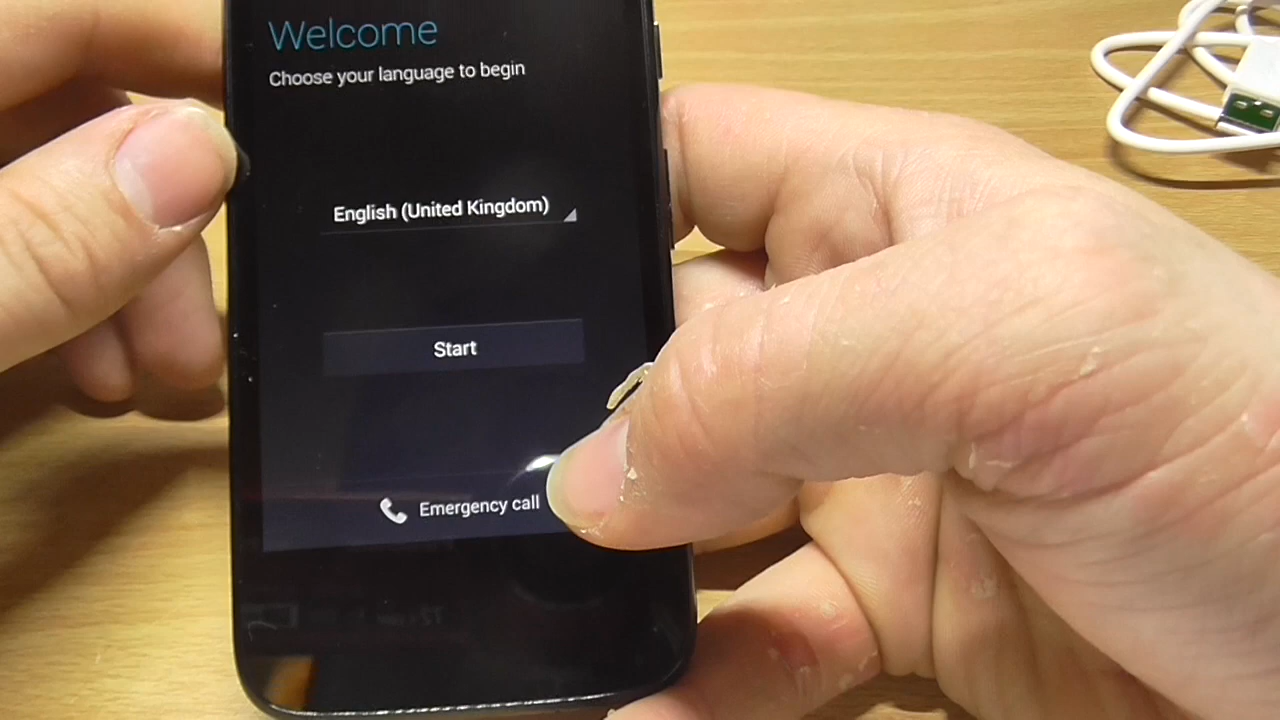 Welcome
Choose your language to begin
English (United Kingdom)
Start
Emergency call